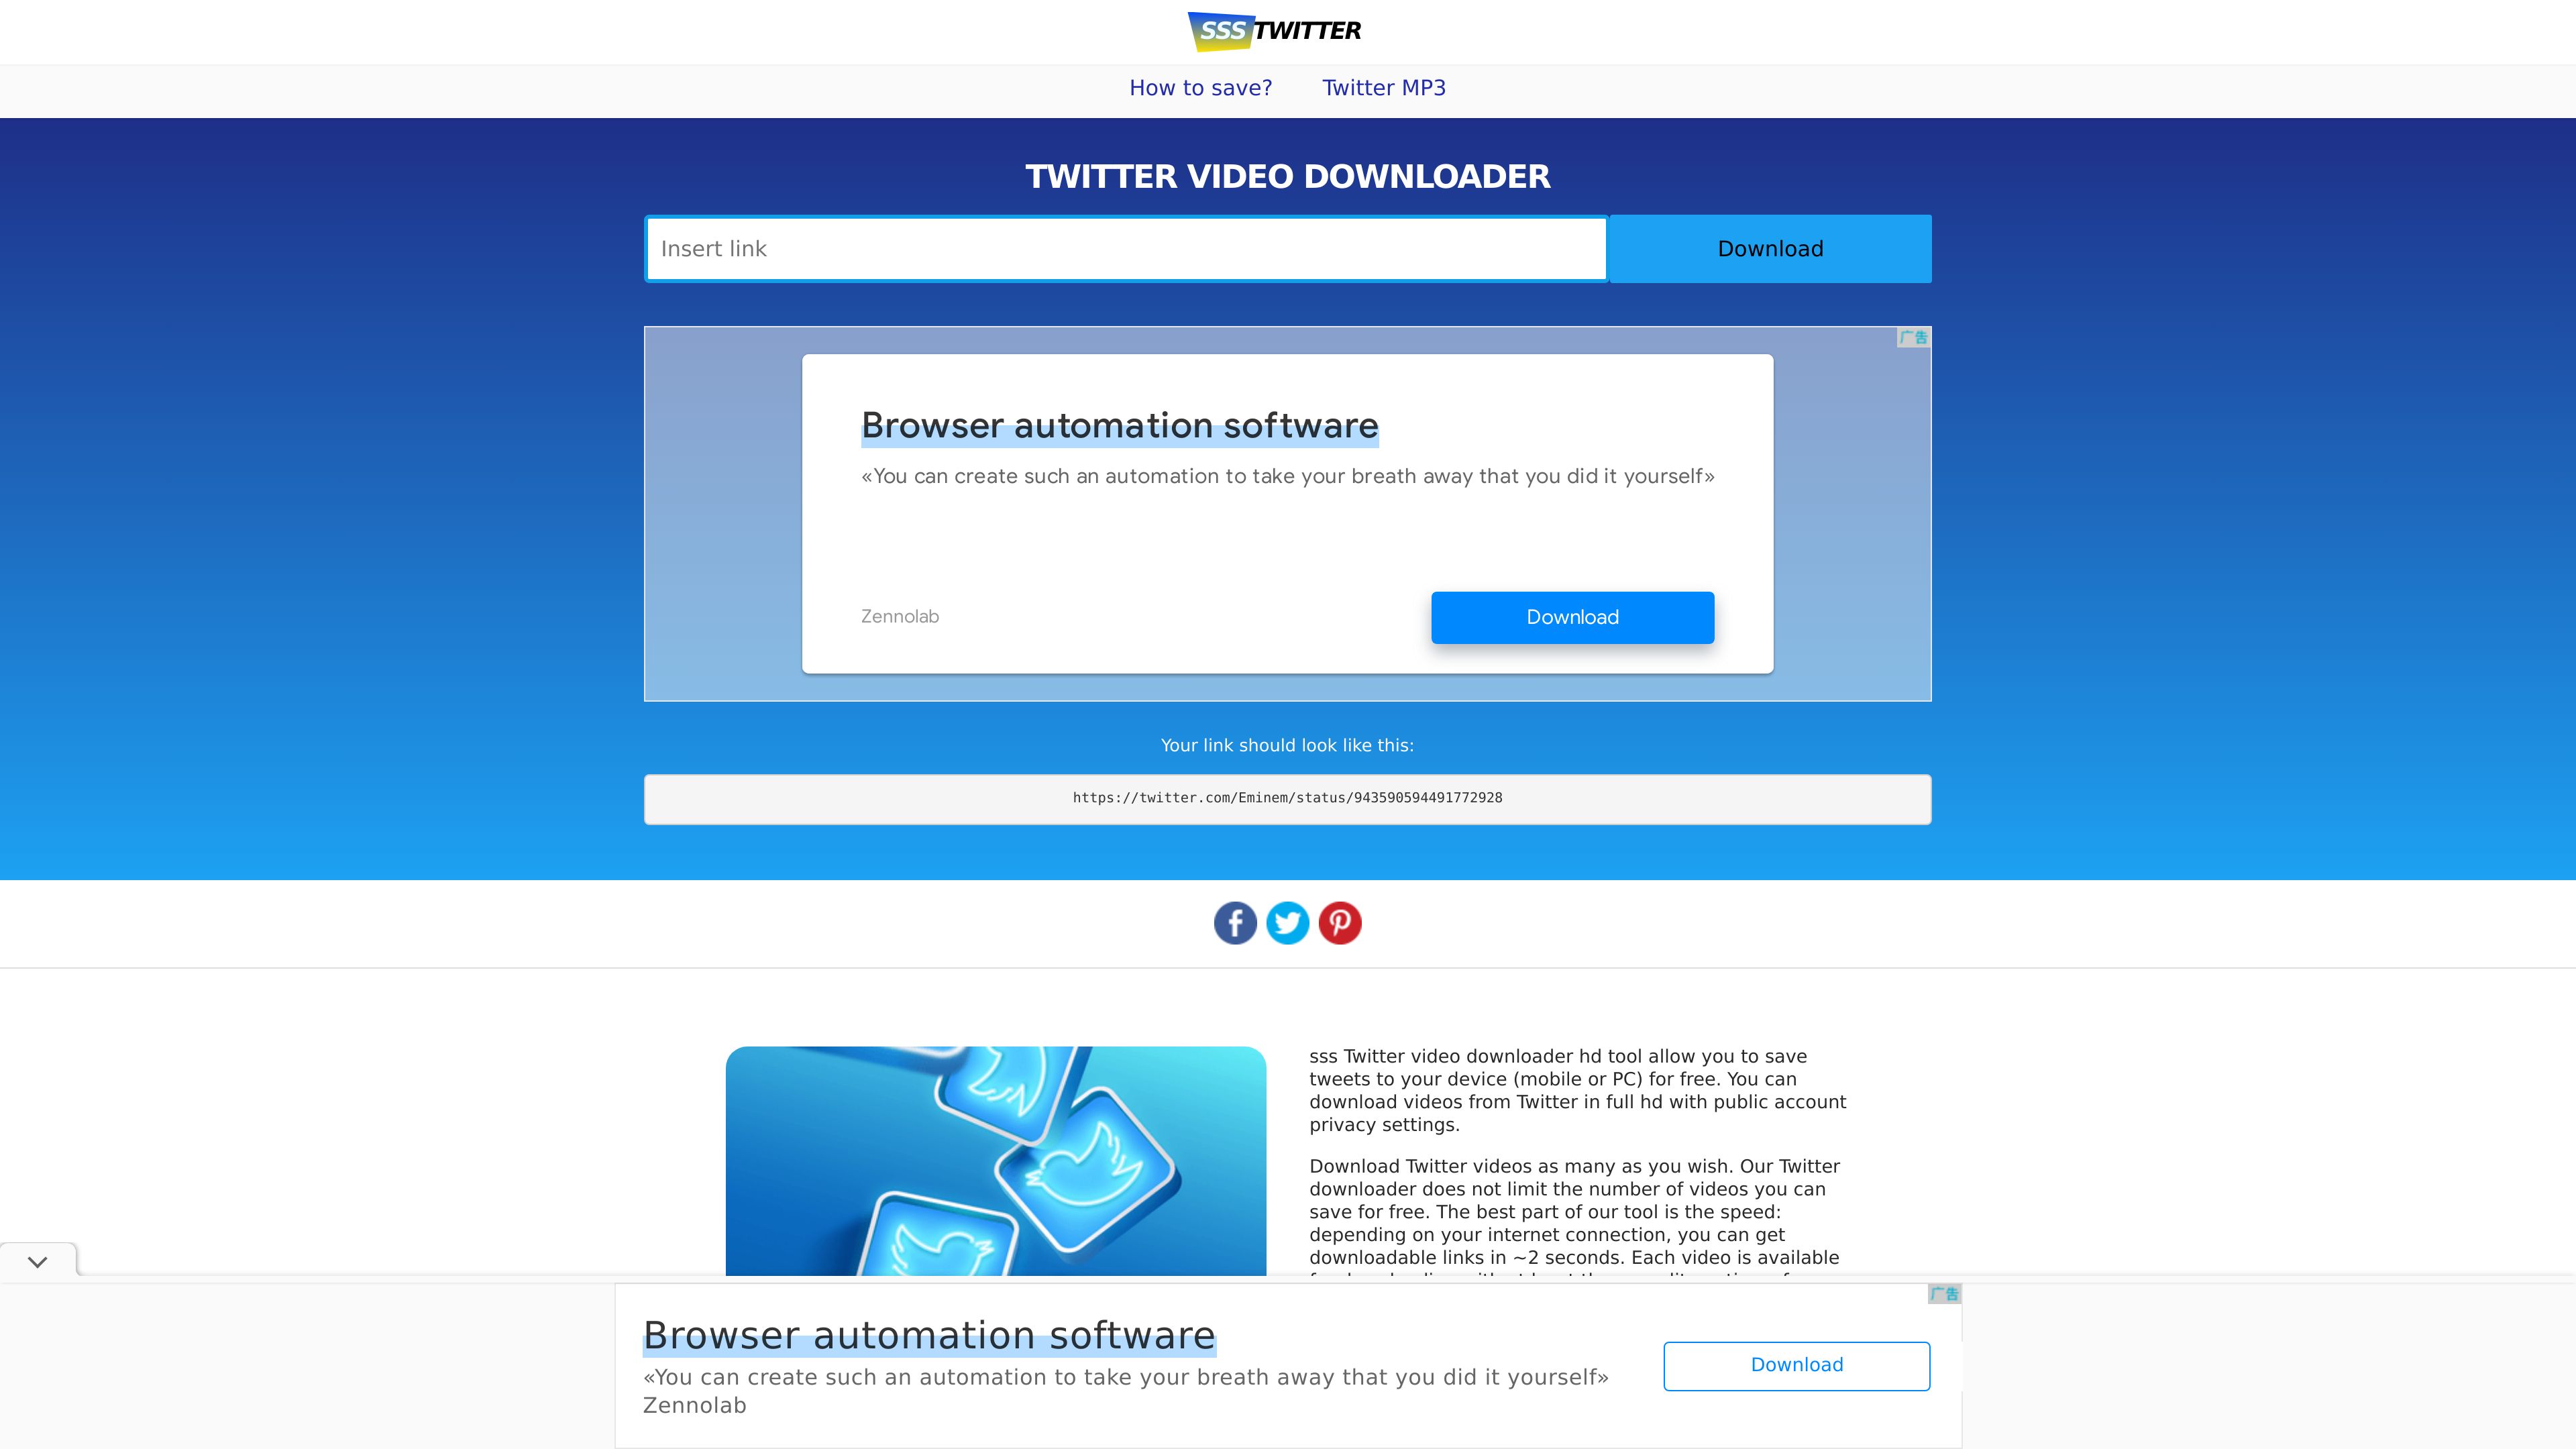 SSSTWITTER
How to save? Twitter MP3
TWITTER VIDEO DOWNLOADER
Insert link
Download
广告
Browser automation software
«You can create such an automation to take your breath away that you did it yourself»
Zennolab
Download
Your link should look like this:
https://twitter.com/Eminem/status/943590594491772928
sss Twitter video downloader hd tool allow you to save
tweets to your device (mobile or PC) for free. You can
download videos from Twitter in full hd with public account
privacy settings.
Download Twitter videos as many as you wish. Our Twitter
downloader does not limit the number of videos you can
save for free. The best part of our tool is the speed:
depending on your internet connection, you can get
downloadable links in ~2 seconds. Each video is available
广告
Browser automation software
«You can create such an automation to take your breath away that you did it yourself»
Zennolab
Download